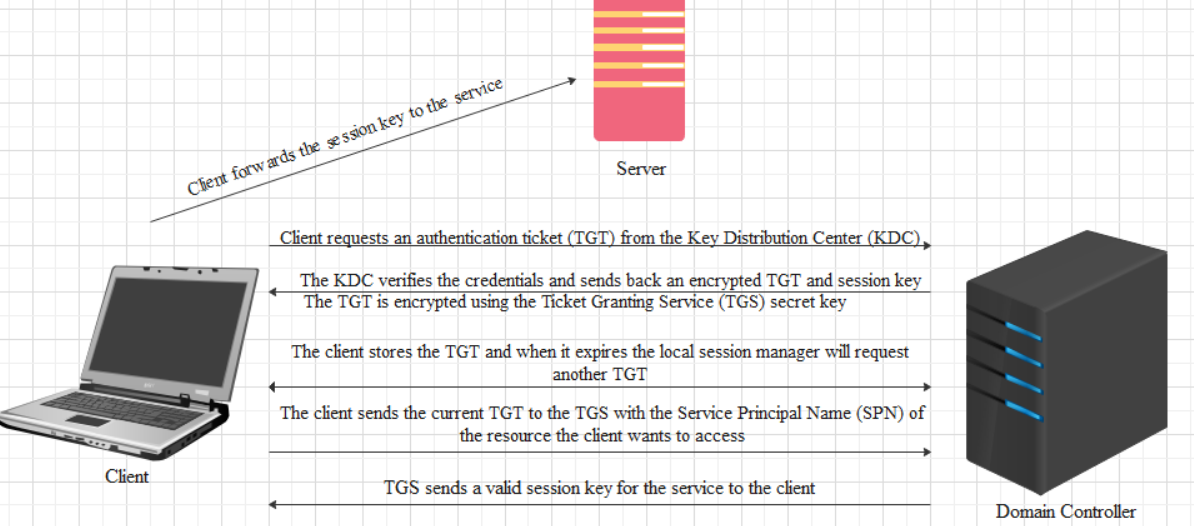 Client forwards the session key to the service
Server
Client requests an authentication ticket (TGT) from the Key Distribution Center (KDC)
The KDC verifies the credentials and sends back an encrypted TGT and session key
The TGT is encrypted using the Ticket Granting Service (TGS) secret key
The client stores the TGT and when it expires the local session manager will request
another TGT
The client sends the current TGT to the TGS with the Service Principal Name (SPN) of
the resource the client wants to access
Client
TGS sends a valid session key for the service to the client
Domain Controller